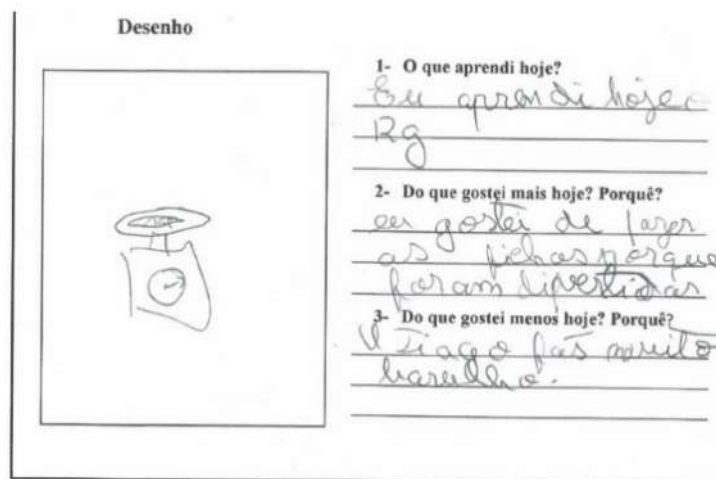 Desenho
1- O que aprendi hoje?
Eu aprendi hoje o
Kg
2- Do que gostei mais hoje? Porquê?
eu gostei de fazer
as fichas porque
foram divertidas
3- Do que gostei menos hoje? Porquê?
Tiago fás muito
barulho.